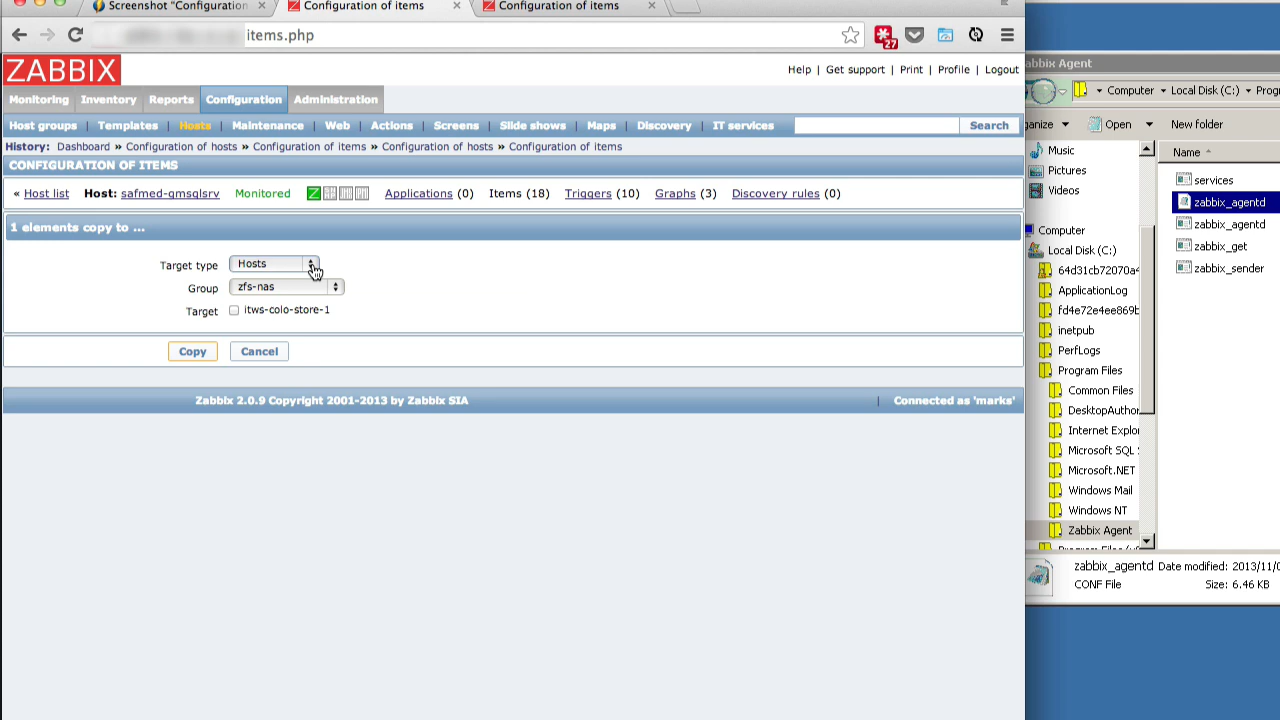 Screenshot "Configuration
Configuration of items
Configuration of items
items.php
27
ZABBIX
Help | Get support | Print | Profile | Logout
Monitoring Inventory Reports Configuration Administration
Host groups | Templates | Hosts | Maintenance | Web | Actions | Screens | Slide shows | Maps | Discovery | IT services Search
History: Dashboard » Configuration of hosts » Configuration of items » Configuration of hosts » Configuration of items
CONFIGURATION OF ITEMS
« Host list Host: safmed-qmsqlsrv Monitored Z Applications (0) Items (18) Triggers (10) Graphs (3) Discovery rules (0)
1 elements copy to ...
Target type Hosts
Group zfs-nas
Target itws-colo-store-1
Copy Cancel
Zabbix 2.0.9 Copyright 2001-2013 by Zabbix SIA | Connected as 'marks'
abbix Agent
Computer Local Disk (C:) Progr
ganize Open New folder
Music
Pictures
Videos
Computer
Local Disk (C:)
64d31cb72070a4
ApplicationLog
fd4e72e4ee869b
inetpub
PerfLogs
Program Files
Common Files
DesktopAuthor
Internet Explor
Microsoft SQL
Microsoft.NET
Windows Mail
Windows NT
Zabbix Agent
Name
services
zabbix_agentd
zabbix_agentd
zabbix_get
zabbix_sender
zabbix_agentd Date modified: 2013/11/0
CONF File Size: 6.46 KB